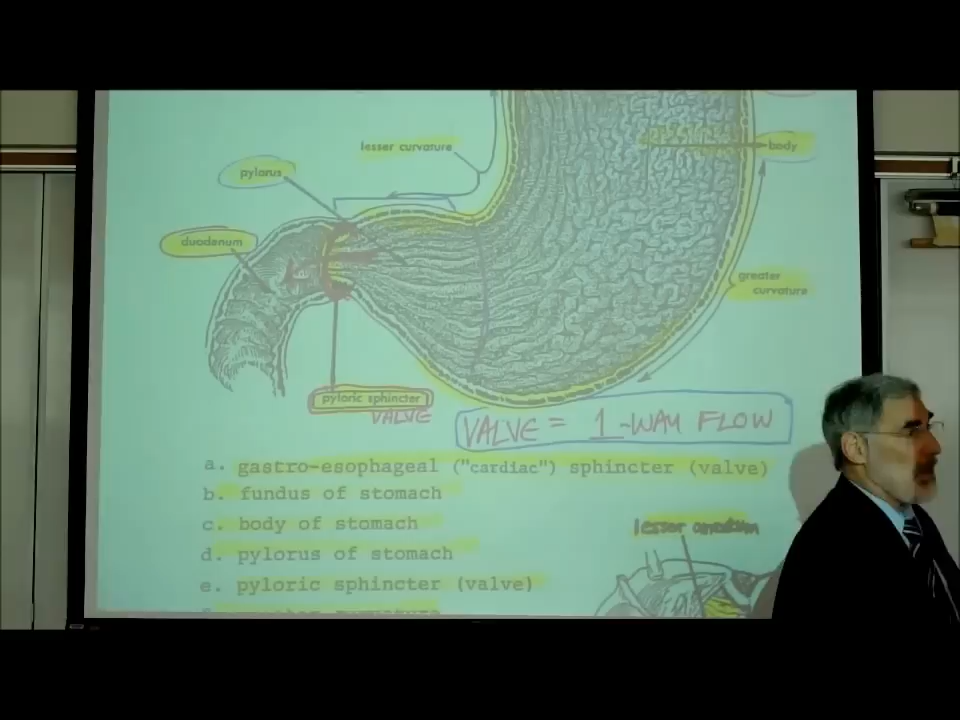 lesser curvature
body
pylorus
duodenum
greater
curvature
pyloric sphincter
VALVE
VALVE = 1-WAY FLOW
a. gastro-esophageal ("cardiac") sphincter (valve)
b. fundus of stomach
c. body of stomach
d. pylorus of stomach
lesser omentum
e. pyloric sphincter (valve)
curvature